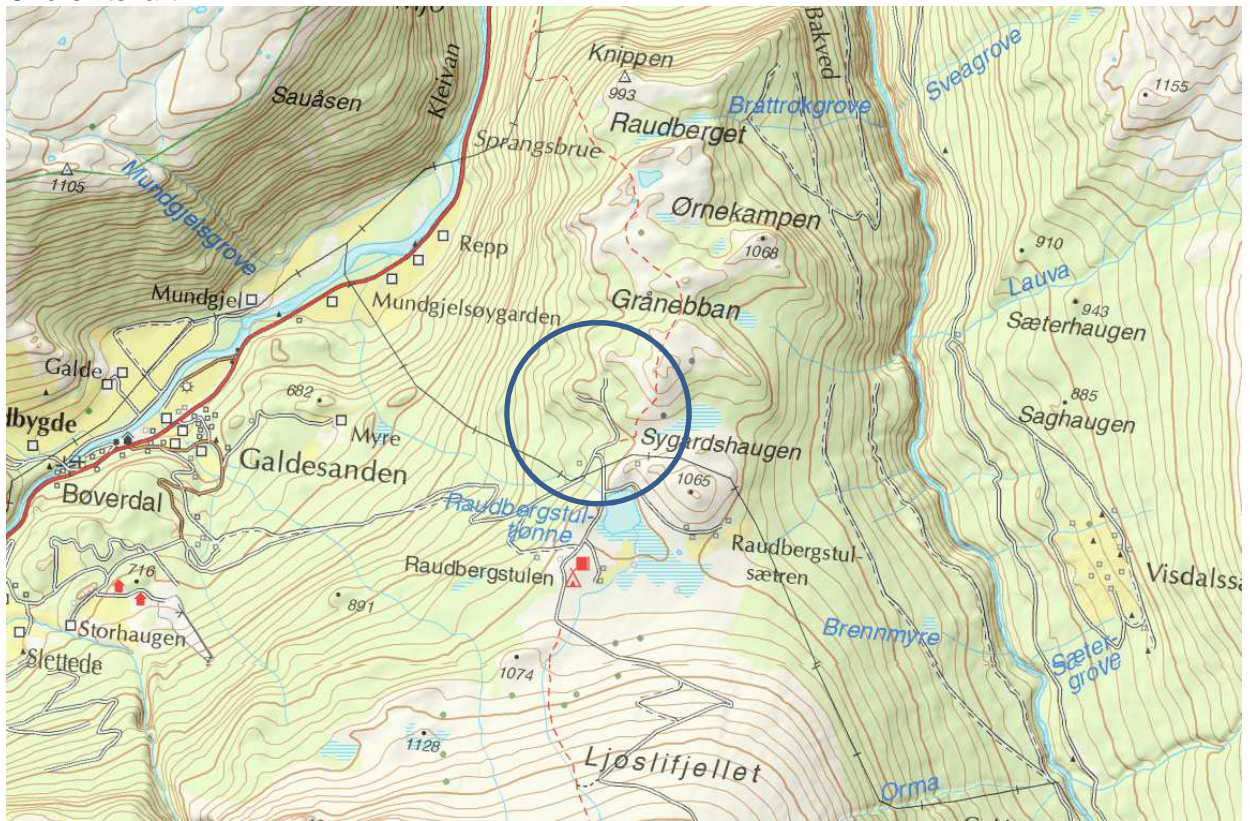 Knippen
993
Bakved
Sveagrove
1155
Sauåsen
Kleivan
Brattrokgrove
Raudberget
Sprangsbrue
1105
Mundgjelsgrove
Ørnekampen
Repp
1068
910
Lauva
Mundgjel
Mundgjelsøygarden
Grånebban
943
Sæterhaugen
Galde
682
885
Saghaugen
dbygde
Myre
Sygardshaugen
Galdesanden
Bøverdal
1065
Raudbergstul-
tjønne
Raudbergstul-
sætren
Raudbergstulen
Visdalssæ
716
891
Storhaugen
Brennmyre
Sæter-
grove
Slettede
1074
1128
Ljoslifjellet
Orma